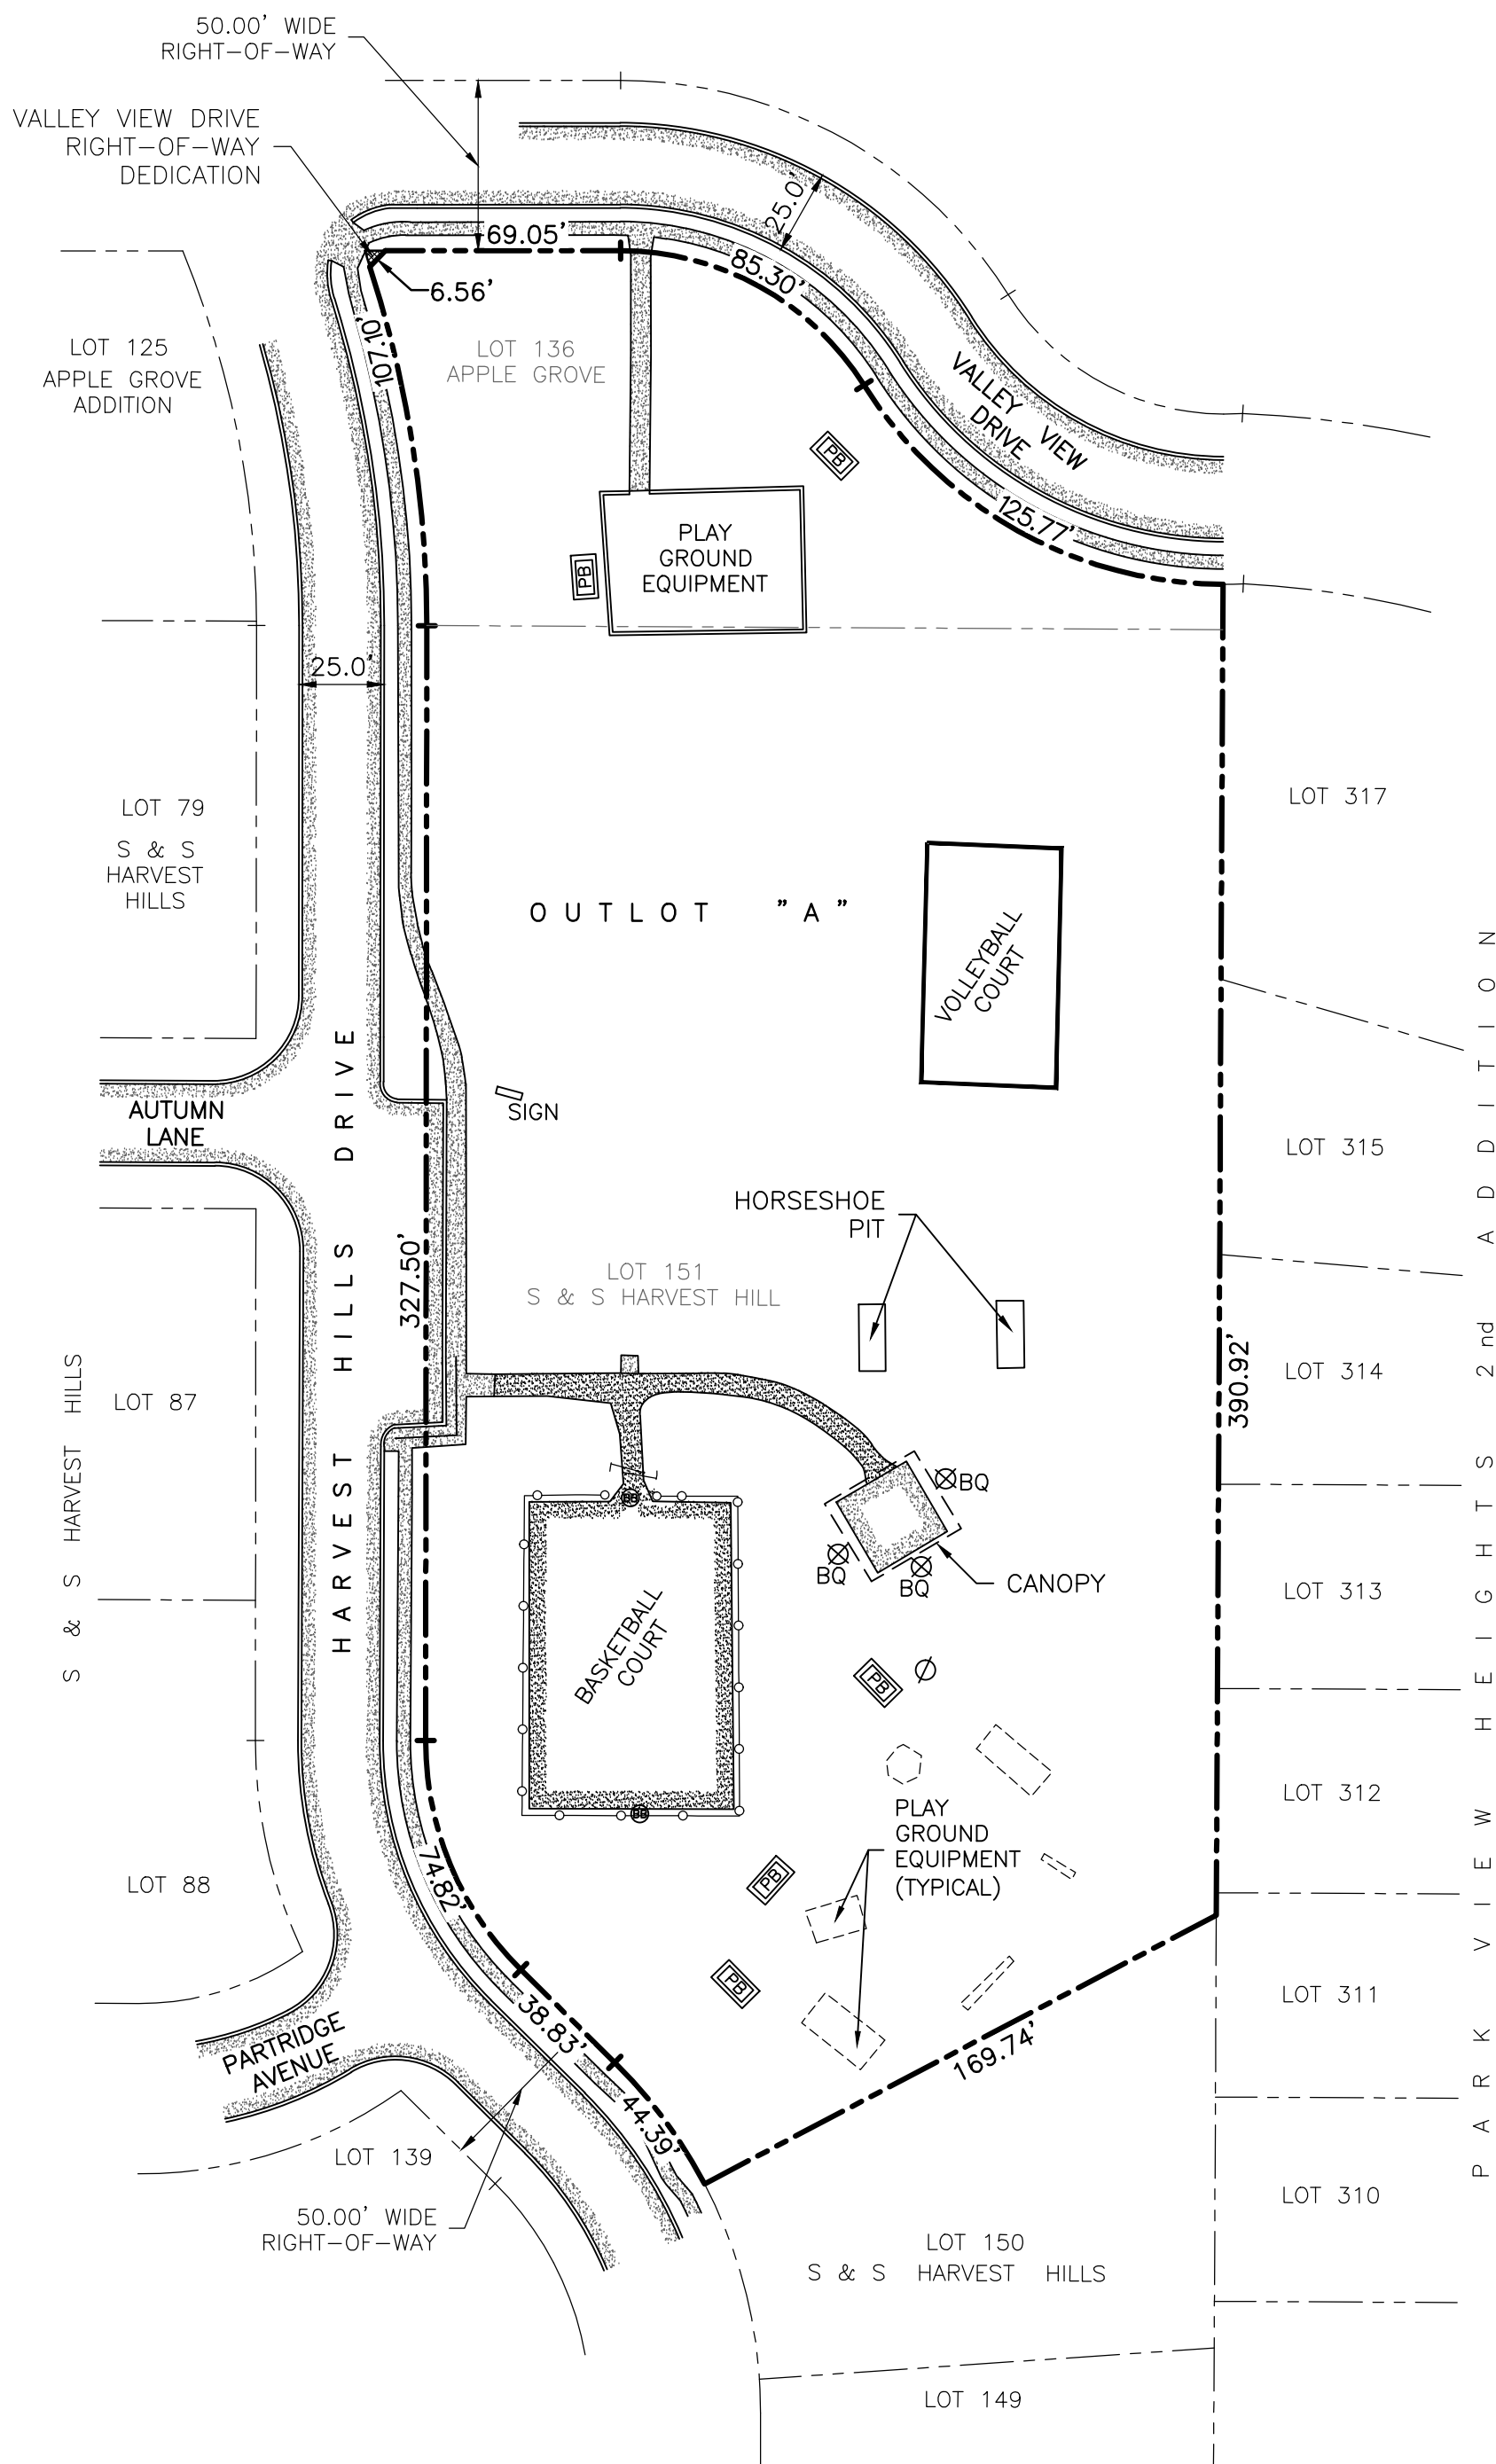 50.00' WIDE
RIGHT-OF-WAY
VALLEY VIEW DRIVE
RIGHT-OF-WAY
DEDICATION
25.0'
69.05'
85.30'
6.56'
107.10'
LOT 125
APPLE GROVE
ADDITION
LOT 136
APPLE GROVE
VALLEY VIEW
DRIVE
PB
125.77'
PLAY
GROUND
EQUIPMENT
PB
25.0'
LOT 79
S & S
HARVEST
HILLS
LOT 317
OUTLOT "A"
VOLLEYBALL
COURT
AUTUMN
LANE
SIGN
LOT 315
HARVEST HILLS DRIVE
HORSESHOE
PIT
327.50'
LOT 151
S & S HARVEST HILL
390.92'
LOT 314
PARK VIEW HEIGHTS 2nd ADDITION
S & S HARVEST HILLS
LOT 87
BB
BQ
BQ
BQ
CANOPY
LOT 313
BASKETBALL
COURT
PB
LOT 312
BB
PLAY
GROUND
EQUIPMENT
(TYPICAL)
74.82'
LOT 88
PB
PB
LOT 311
38.83'
PARTRIDGE
AVENUE
169.74'
44.39'
LOT 139
50.00' WIDE
RIGHT-OF-WAY
LOT 310
LOT 150
S & S HARVEST HILLS
LOT 149